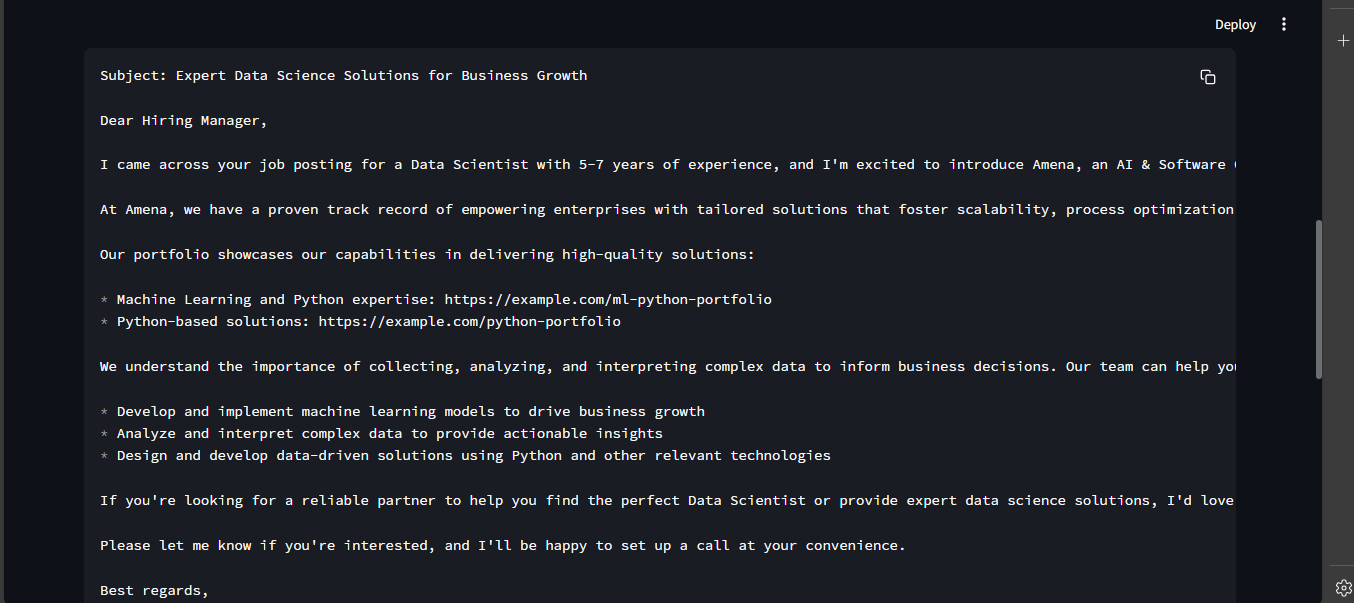 Deploy
Subject: Expert Data Science Solutions for Business Growth
Dear Hiring Manager,
I came across your job posting for a Data Scientist with 5-7 years of experience, and I'm excited to introduce Amena, an AI & Software
At Amena, we have a proven track record of empowering enterprises with tailored solutions that foster scalability, process optimization
Our portfolio showcases our capabilities in delivering high-quality solutions:
* Machine Learning and Python expertise: https://example.com/ml-python-portfolio
* Python-based solutions: https://example.com/python-portfolio
We understand the importance of collecting, analyzing, and interpreting complex data to inform business decisions. Our team can help you
* Develop and implement machine learning models to drive business growth
* Analyze and interpret complex data to provide actionable insights
* Design and develop data-driven solutions using Python and other relevant technologies
If you're looking for a reliable partner to help you find the perfect Data Scientist or provide expert data science solutions, I'd love
Please let me know if you're interested, and I'll be happy to set up a call at your convenience.
Best regards,